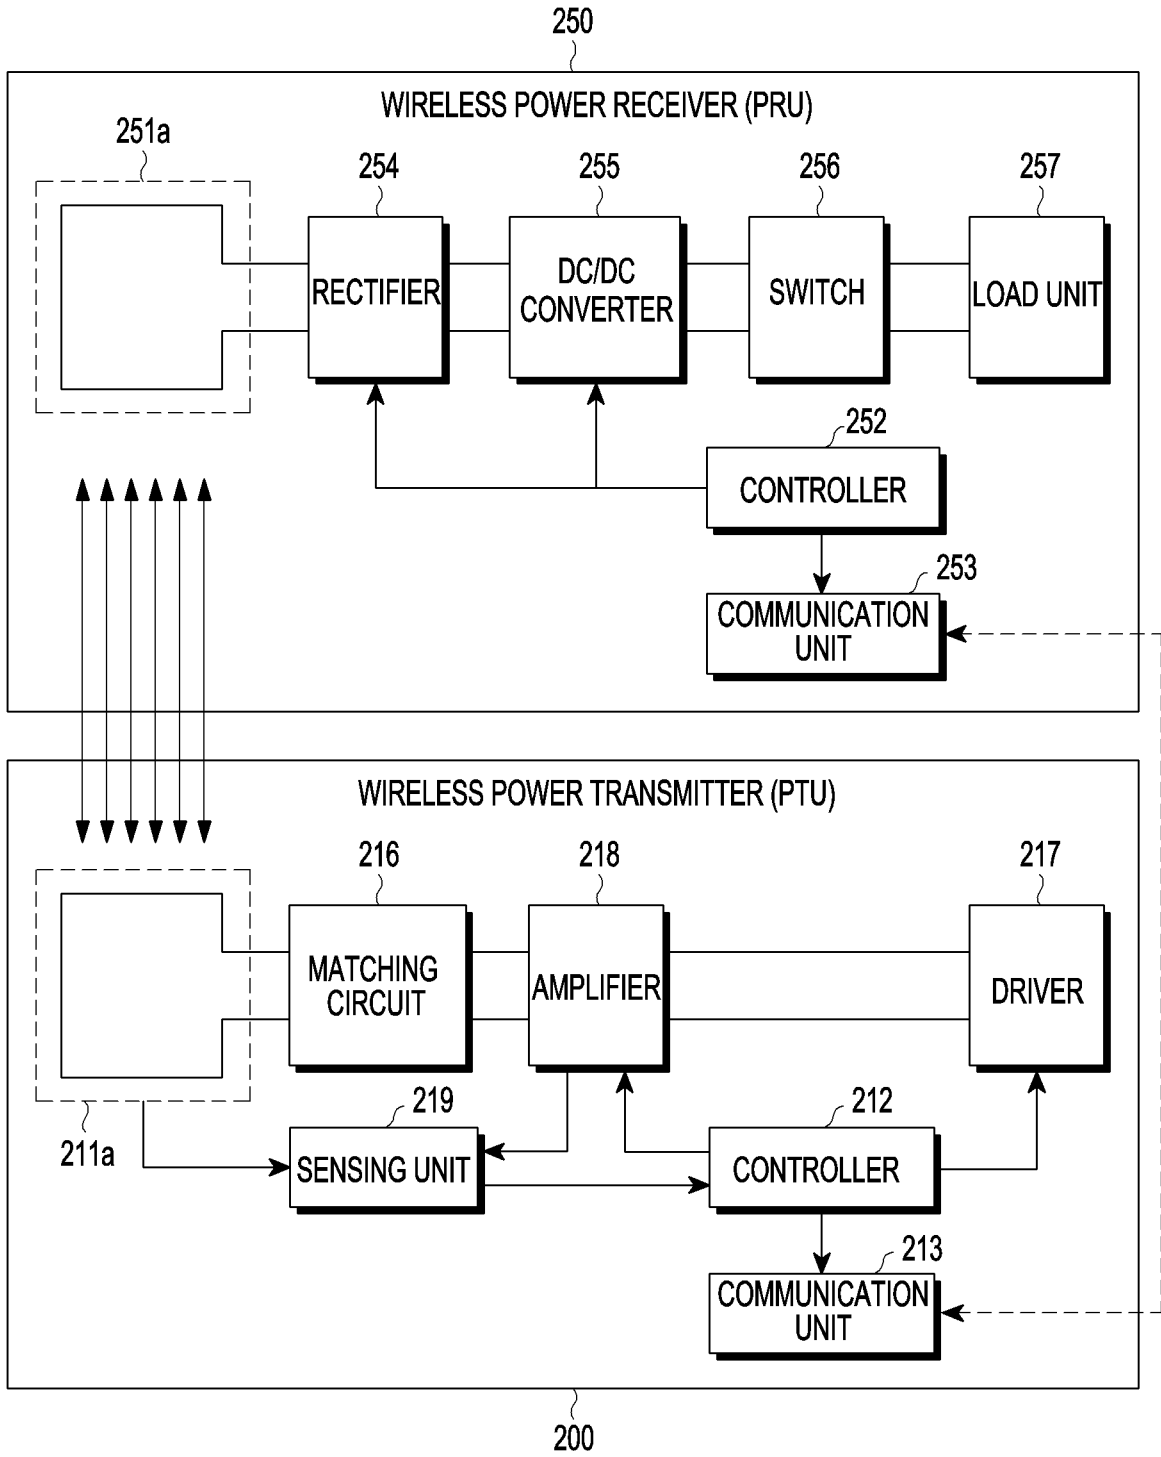 250
WIRELESS POWER RECEIVER (PRU)
251a
254
255
256
257
RECTIFIER
DC/DC
CONVERTER
SWITCH
LOAD UNIT
252
CONTROLLER
253
COMMUNICATION
UNIT
WIRELESS POWER TRANSMITTER (PTU)
216
218
217
MATCHING
CIRCUIT
AMPLIFIER
DRIVER
211a
219
212
SENSING UNIT
CONTROLLER
213
COMMUNICATION
UNIT
200